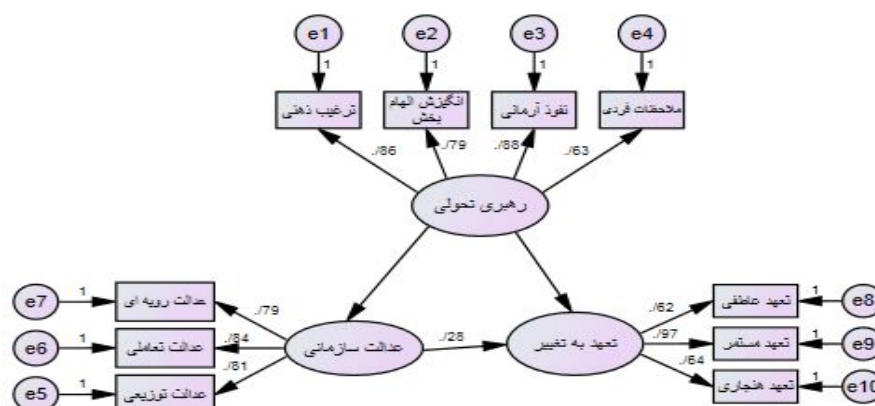 e1
e2
e3
e4
1
1
1
1
ترغیب ذهنی
انگیزش الهام
بخش
نفوذ آرمانی
ملاحظات فردی
./86
./79
./88
./63
رهبری تحولی
e7
1
عدالت رویه ای
./79
e6
1
عدالت تعاملی
./84
e5
1
عدالت توزیعی
./81
عدالت سازمانی
./28
تعهد به تغییر
./62
تعهد عاطفی
1
e8
./97
تعهد مستمر
1
e9
./64
تعهد هنجاری
1
e10